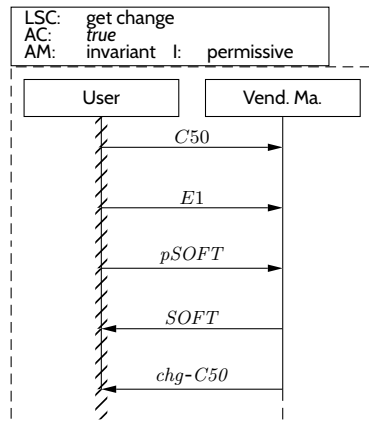 LSC: get change
AC: true
AM: invariant I: permissive
User Vend. Ma.
C50
E1
pSOFT
SOFT
chg-C50